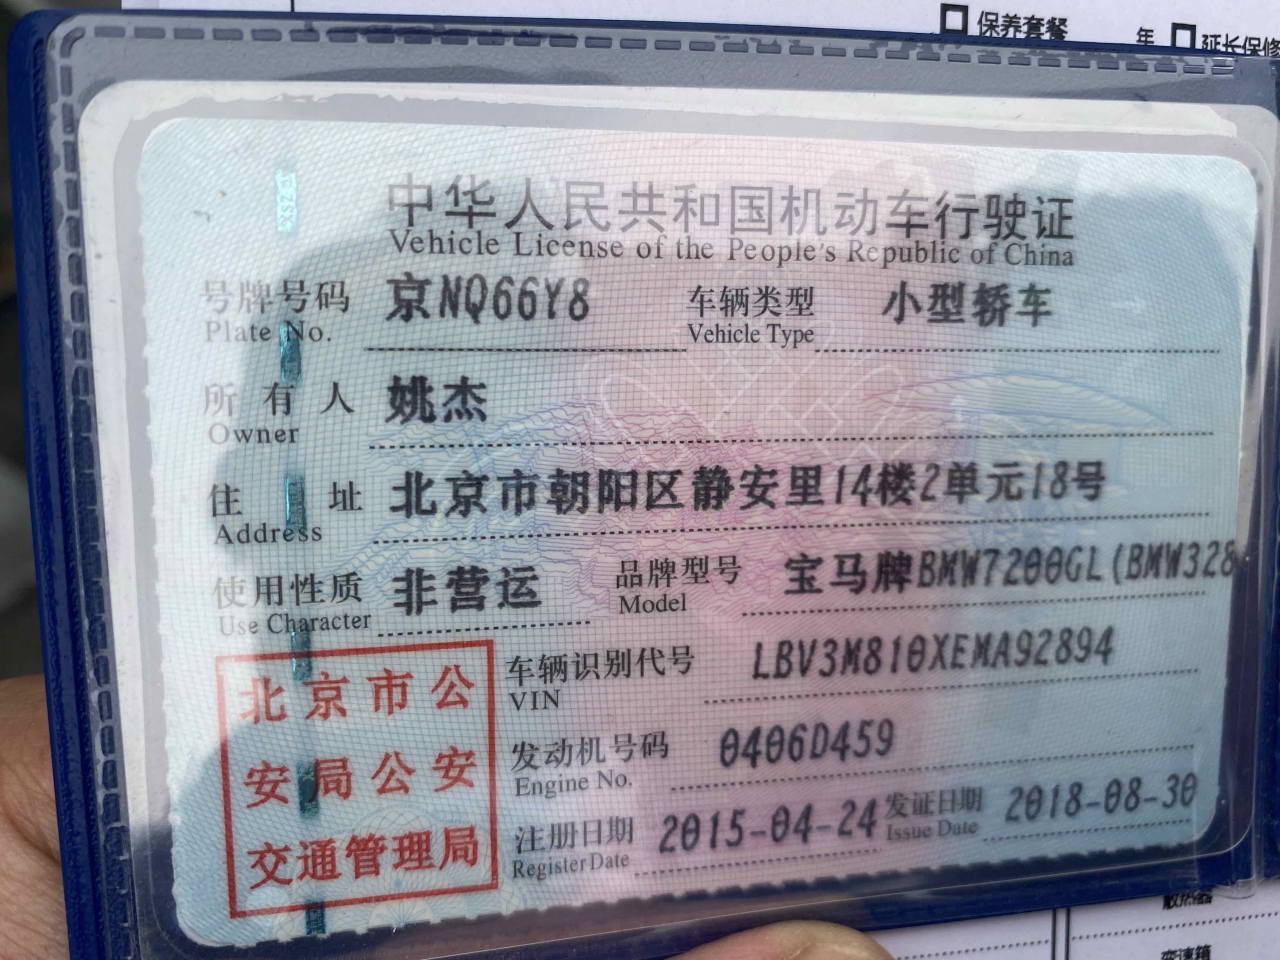 保养套餐 年 延长保修
中华人民共和国机动车行驶证
Vehicle License of the People's Republic of China
号牌号码 京NQ66Y8 车辆类型 小型轿车
Plate No. Vehicle Type
所有人 姚杰
Owner
住址 北京市朝阳区静安里14楼2单元18号
Address
使用性质 非营运 品牌型号 宝马牌BMW7200GL(BMW328
Use Character Model
北京市公
安局公安
交通管理局
车辆识别代号 LBV3M810XEMA92894
VIN
发动机号码 0406D459
Engine No.
注册日期 2015-04-24 发证日期 2018-08-30
Register Date Issue Date
变速箱